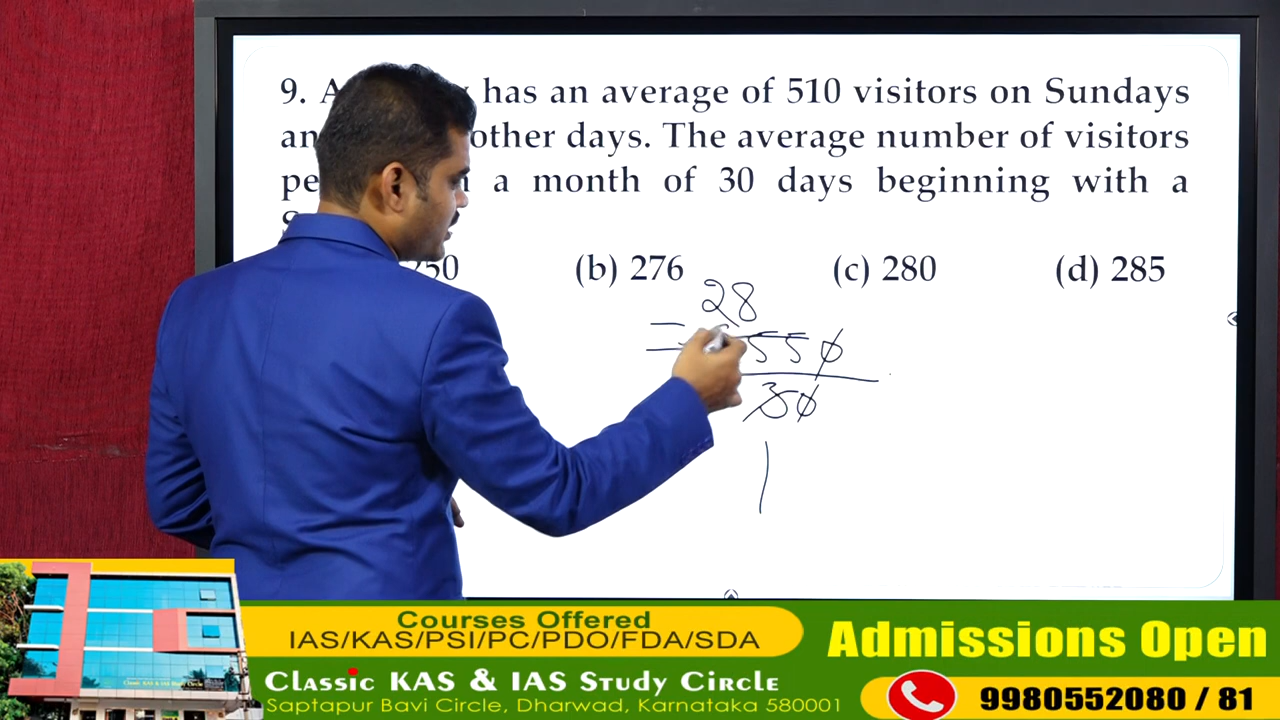 9. A has an average of 510 visitors on Sundays
an other days. The average number of visitors
pe a month of 30 days beginning with a
250 (b) 276 (c) 280 (d) 285
28
= 550
30
Courses Offered
IAS/KAS/PSI/PC/PDO/FDA/SDA
Classic KAS & IAS Study Circle
Saptapur Bavi Circle, Dharwad, Karnataka 580001
Admissions Open
9980552080 / 81